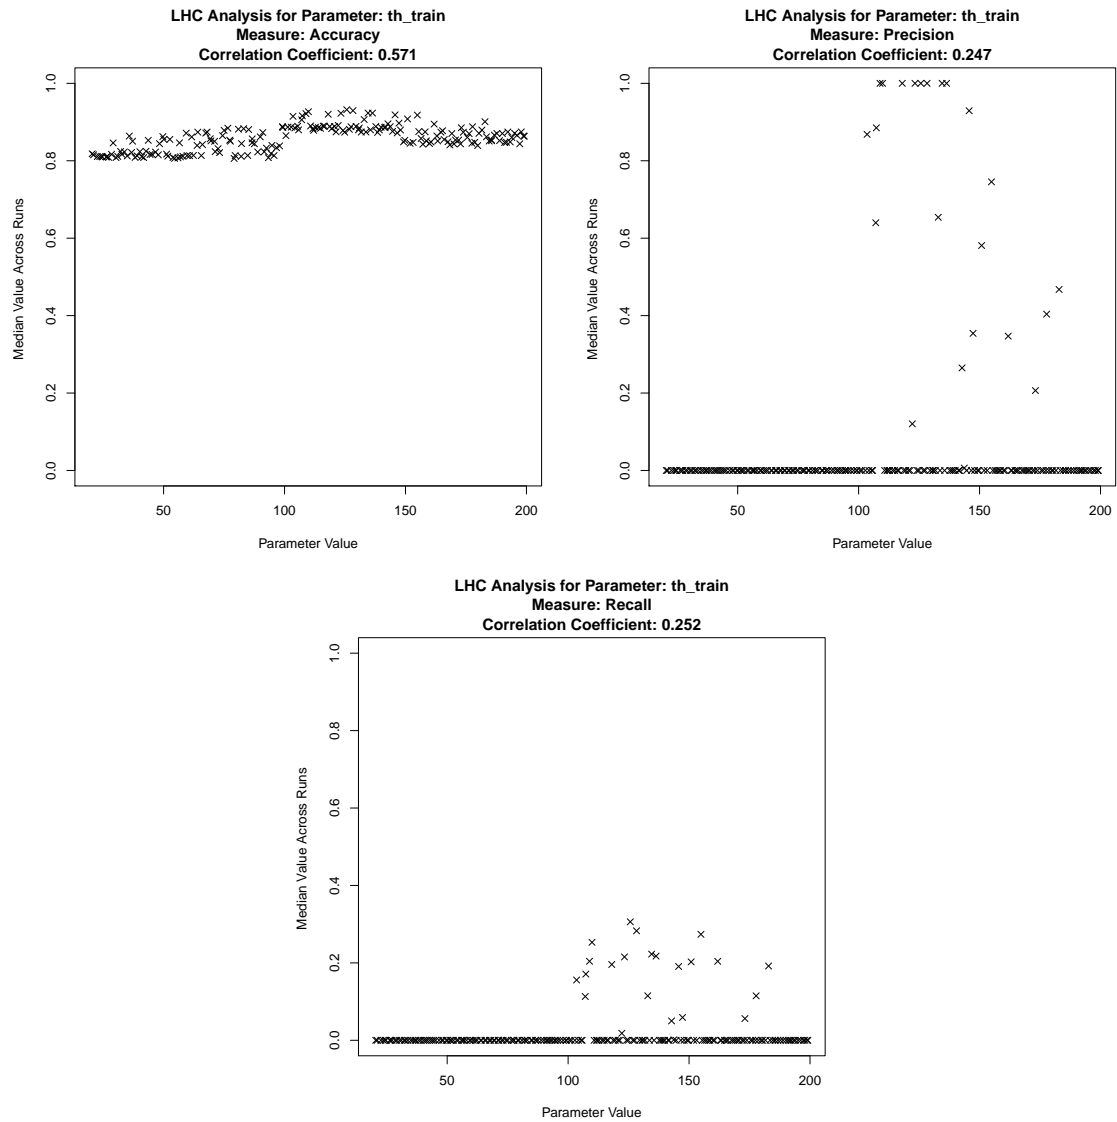 LHC Analysis for Parameter: th_train
Measure: Accuracy
Correlation Coefficient: 0.571
Median Value Across Runs
1.0
0.8
0.6
0.4
0.2
0.0
50 100 150 200
Parameter Value
LHC Analysis for Parameter: th_train
Measure: Precision
Correlation Coefficient: 0.247
Median Value Across Runs
1.0
0.8
0.6
0.4
0.2
0.0
50 100 150 200
Parameter Value
LHC Analysis for Parameter: th_train
Measure: Recall
Correlation Coefficient: 0.252
Median Value Across Runs
1.0
0.8
0.6
0.4
0.2
0.0
50 100 150 200
Parameter Value